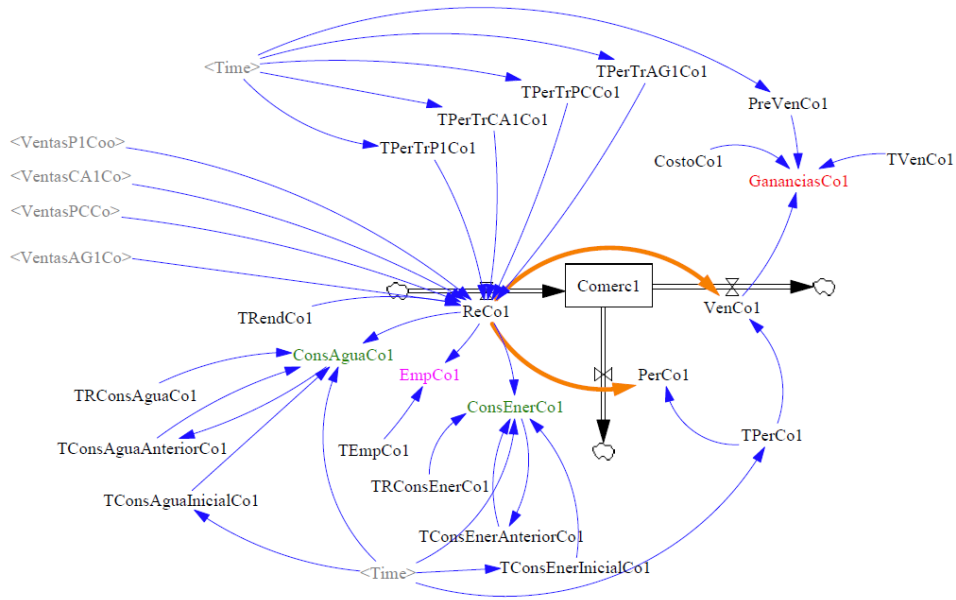 <Time>
TPerTrAG1Co1
TPerTrPCCo1
PreVenCo1
TPerTrCA1Co1
<VentasP1Coo>
TPerTrP1Co1
CostoCo1
TVenCo1
<VentasCA1Co>
GananciasCo1
<VentasPCCo>
<VentasAG1Co>
Comerc1
TRendCo1
ReCo1
VenCo1
ConsAguaCo1
EmpCo1
PerCo1
TRConsAguaCo1
ConsEnerCo1
TConsAguaAnteriorCo1
TEmpCo1
TPerCo1
TConsAguaInicialCo1
TRConsEnerCo1
TConsEnerAnteriorCo1
<Time>
TConsEnerInicialCo1